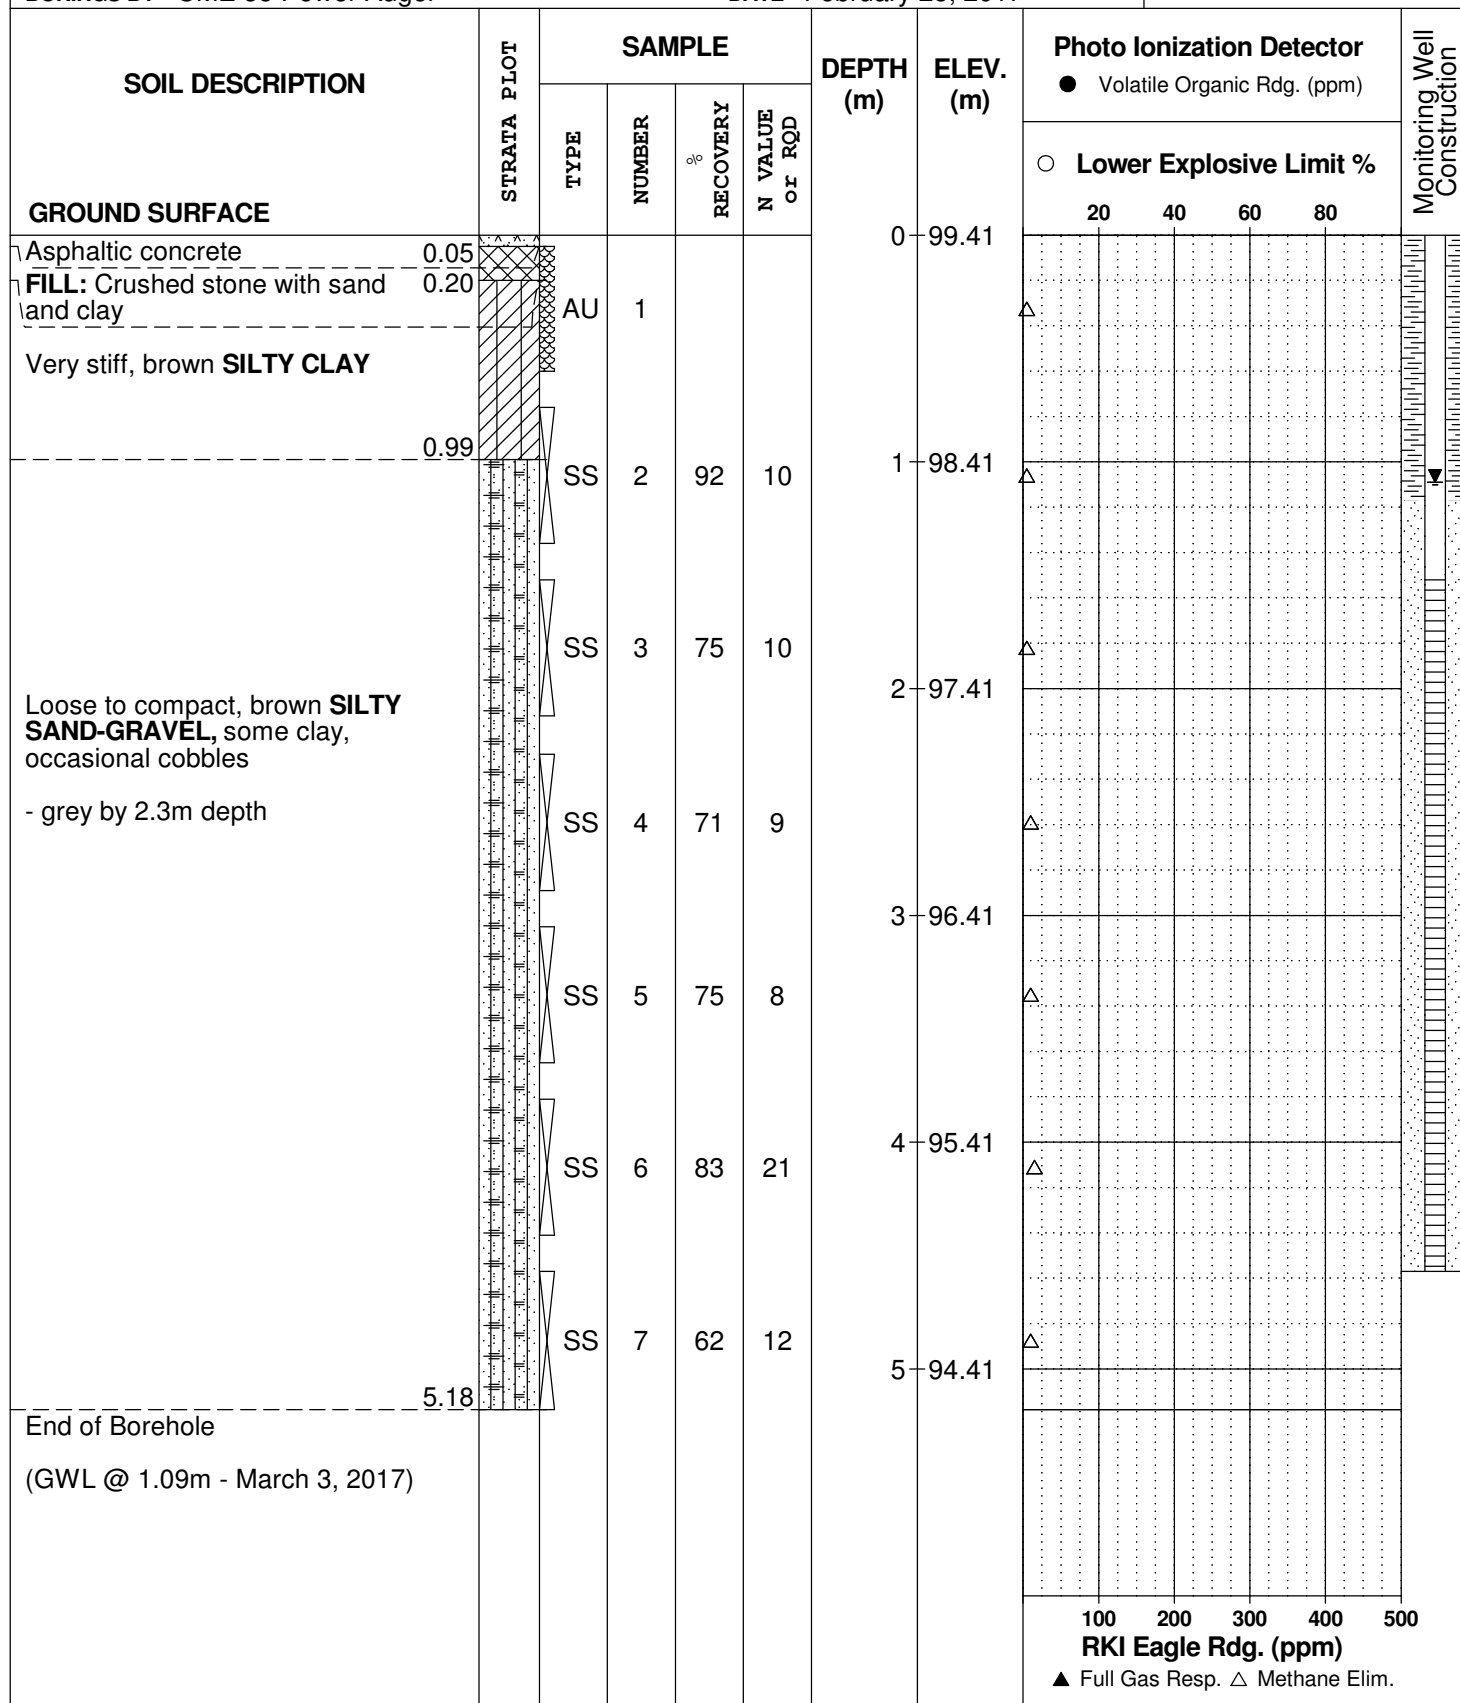 SOIL DESCRIPTION
GROUND SURFACE
STRATA PLOT
SAMPLE
TYPE
NUMBER
% RECOVERY
N VALUE
or RQD
DEPTH
(m)
ELEV.
(m)
Photo Ionization Detector
● Volatile Organic Rdg. (ppm)
○ Lower Explosive Limit %
20 40 60 80
Monitoring Well
Construction
0 99.41
Asphaltic concrete 0.05
FILL: Crushed stone with sand 0.20
and clay
AU 1
Very stiff, brown SILTY CLAY
0.99
1 98.41
SS 2 92 10
SS 3 75 10
2 97.41
Loose to compact, brown SILTY
SAND-GRAVEL, some clay,
occasional cobbles
- grey by 2.3m depth
SS 4 71 9
3 96.41
SS 5 75 8
4 95.41
SS 6 83 21
SS 7 62 12
5 94.41
5.18
End of Borehole
(GWL @ 1.09m - March 3, 2017)
100 200 300 400 500
RKI Eagle Rdg. (ppm)
▲ Full Gas Resp. △ Methane Elim.